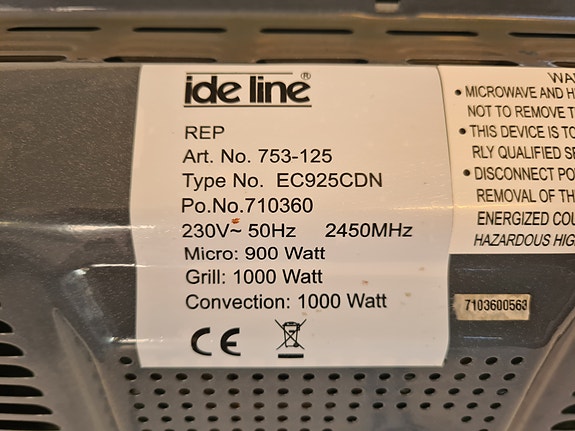 ide line®
REP
Art. No. 753-125
Type No. EC925CDN
Po.No.710360
230V~ 50Hz 2450MHz
Micro: 900 Watt
Grill: 1000 Watt
Convection: 1000 Watt
CE
WA
• MICROWAVE AND H
NOT TO REMOVE T
• THIS DEVICE IS TO
RLY QUALIFIED SE
• DISCONNECT PO
REMOVAL OF TH
ENERGIZED COU
HAZARDOUS HIG
7103600563